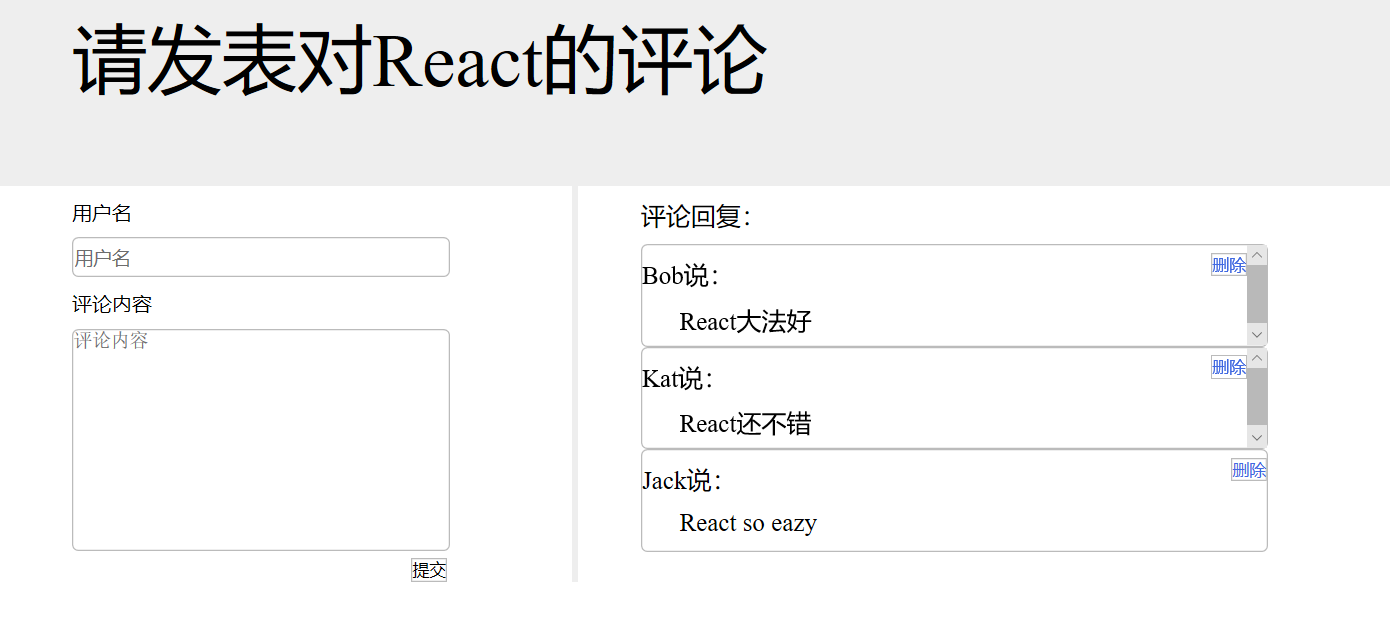 请发表对React的评论
用户名
用户名
评论内容
评论内容
提交
评论回复：
删除
Bob说：
React大法好
删除
Kat说：
React还不错
删除
Jack说：
React so eazy